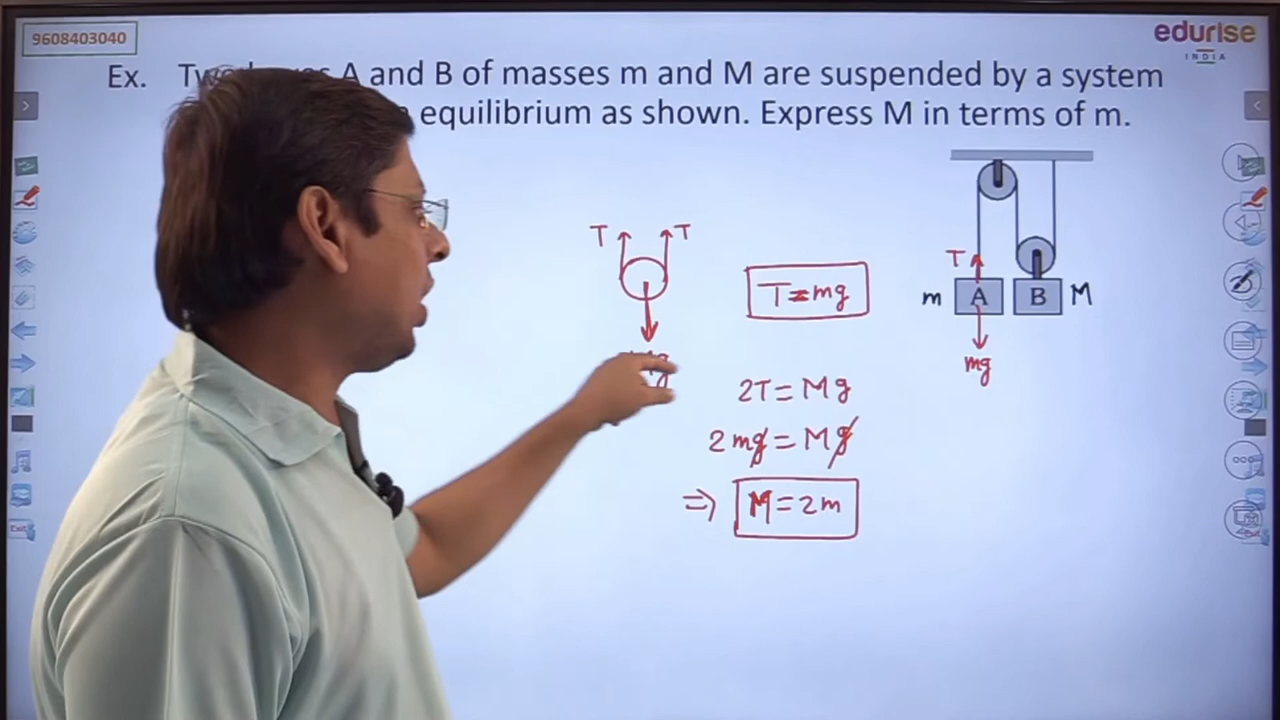 9608403040
edurise
INDIA
Ex. A and B of masses m and M are suspended by a system
equilibrium as shown. Express M in terms of m.
T T
T=mg
T
m A B M
mg
2T=Mg
2mg=Mg
⇒ M=2m
Exit